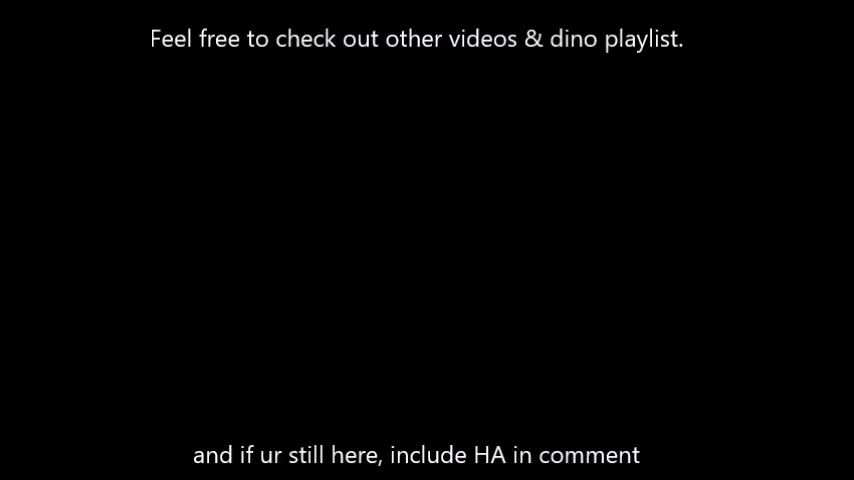 Feel free to check out other videos & dino playlist.
and if ur still here, include HA in comment